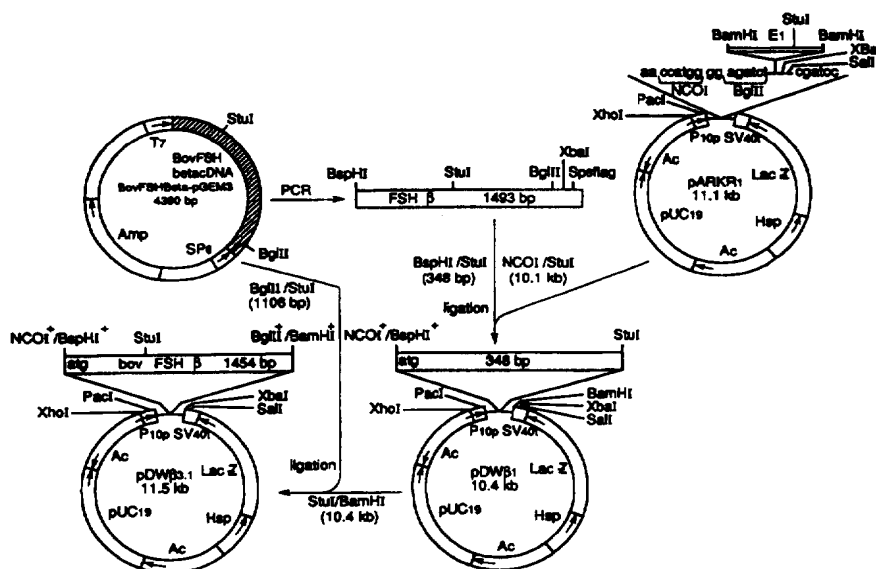 StuI
BamHI E1 BamHI
XBa
SalI
aa ccatgg gg agatct cgatcc
NCOI BglII
PacI
XhoI
P10p SV40t
Ac
Lac Z
pARKR1
11.1 kb
pUC19
Hsp
Ac
StuI
T7
BovFSH
betacDNA
BovFSHBeta-pGEM3
4390 bp
Amp
SP6
BglII
PCR
BspHI StuI BglII XbaI
Speflag
FSH β 1493 bp
BspHI/StuI
(348 bp)
NCOI/StuI
(10.1 kb)
ligation
BglII/StuI
(1106 bp)
NCOI+/BspHI+
StuI
BglII+/BamHI+
atg bov FSH β 1454 bp
PacI
XhoI
XbaI
SalI
P10p SV40t
Ac
Lac Z
pDWβ3.1
11.5 kb
pUC19
Hsp
Ac
ligation
StuI/BamHI
(10.4 kb)
NCOI+/BspHI+
StuI
atg 348 bp
PacI
XhoI
BamHI
XbaI
SalI
P10p SV40t
Ac
Lac Z
pDWβ1
10.4 kb
pUC19
Hsp
Ac